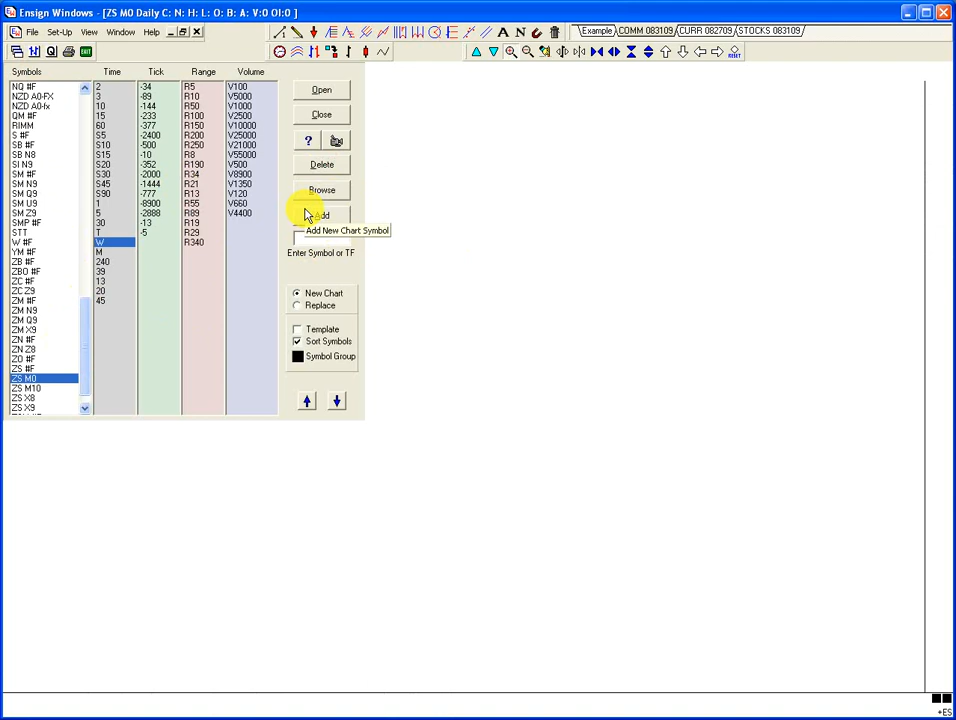 Ensign Windows - [ZS M0 Daily C: N: H: L: O: B: A: V:0 OI:0 ]
File Set-Up View Window Help
Example COMM 083109 CURR 082709 STOCKS 083109
Q EXIT A N RESET
Symbols Time Tick Range Volume
NQ #F 2 -34 R5 V100
NZD A0-FX 3 -89 R10 V5000
NZD A0-fx 10 -144 R50 V1000
QM #F 15 -233 R100 V2500
RIMM 60 -377 R150 V10000
S #F S5 -2400 R200 V25000
SB #F S10 -500 R250 V21000
SB N8 S15 -10 R8 V55000
SI N9 S20 -352 R190 V500
SM #F S30 -2000 R34 V8900
SM N9 S45 -1444 R21 V1350
SM Q9 S90 -777 R13 V120
SM U9 1 -8900 R55 V660
SM Z9 5 -2888 R89 V4400
SMP #F 30 -13 R19
STT T -5 R29
W #F W R340
YM #F M
ZB #F 240
ZBO #F 39
ZC #F 13
ZC Z9 20
ZM #F 45
ZM N9
ZM Q9
ZM X9
ZN #F
ZN Z8
ZO #F
ZS #F
ZS M0
ZS M10
ZS X8
ZS X9
Open
Close
?
Delete
Browse
Add
Add New Chart Symbol
Enter Symbol or TF
New Chart
Replace
Template
Sort Symbols
Symbol Group
+ES